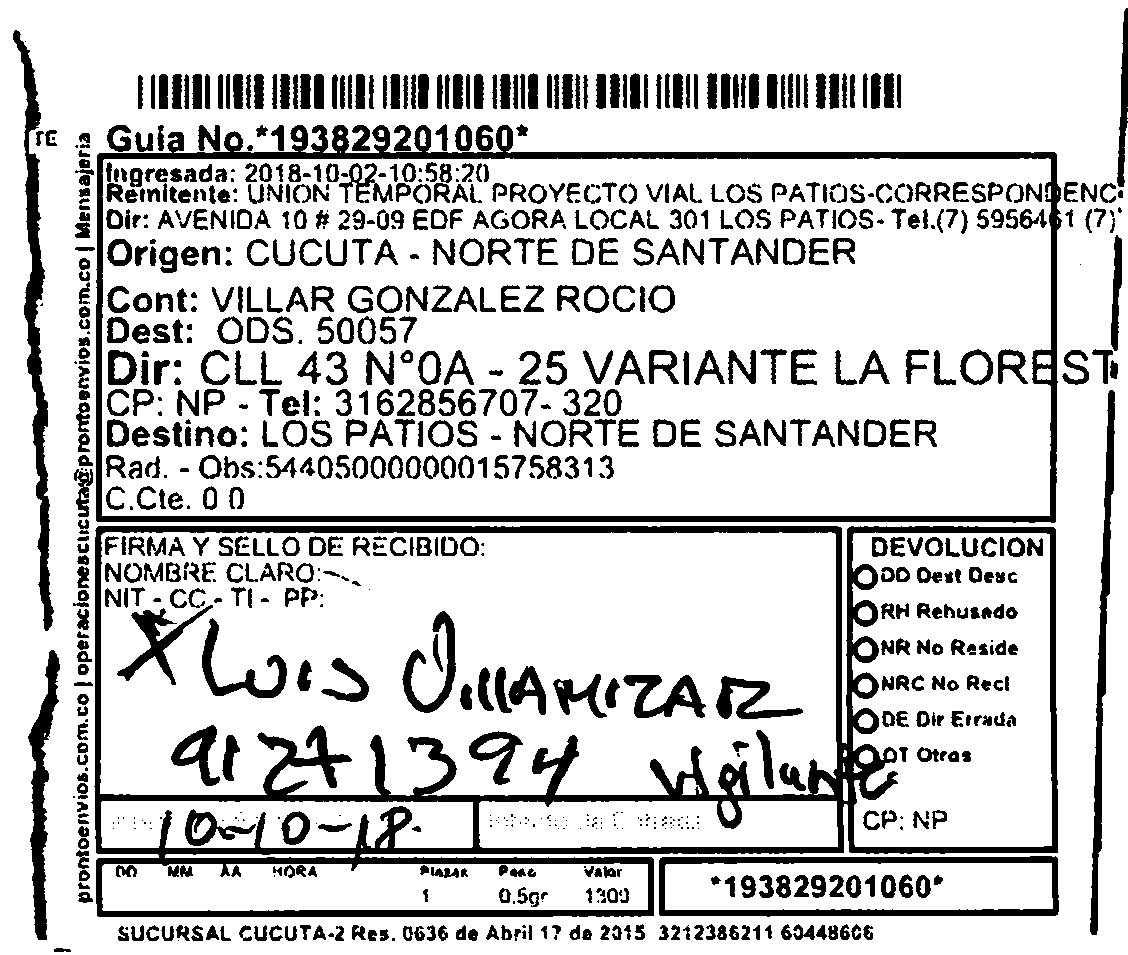 TE
prontoenvios.com.co | operacionescucuta@prontoenvios.com.co | Mensajeria
Guia No.*193829201060*
Ingresada: 2018-10-02-10:58:20
Remitente: UNION TEMPORAL PROYECTO VIAL LOS PATIOS-CORRESPONDENC
Dir: AVENIDA 10 # 29-09 EDF AGORA LOCAL 301 LOS PATIOS- Tel.(7) 5956461 (7)
Origen: CUCUTA - NORTE DE SANTANDER
Cont: VILLAR GONZALEZ ROCIO
Dest: ODS. 50057
Dir: CLL 43 N°0A - 25 VARIANTE LA FLOREST
CP: NP - Tel: 3162856707- 320
Destino: LOS PATIOS - NORTE DE SANTANDER
Rad. - Obs:544050000000015758313
C.Cte. 0 0
FIRMA Y SELLO DE RECIBIDO:
NOMBRE CLARO:
NIT - CC - TI - PP:
X Luis Villamizar
91271394 Vigilante
10-10-18.
DEVOLUCION
DD Dest Desc
RH Rehusado
NR No Reside
NRC No Recl
DE Dir Errada
OT Otras
CP: NP
DD MM AA HORA Piezas Peso Valor
1 0.5gr 1300
*193829201060*
SUCURSAL CUCUTA-2 Res. 0636 de Abril 17 de 2015 3212386211 60448606